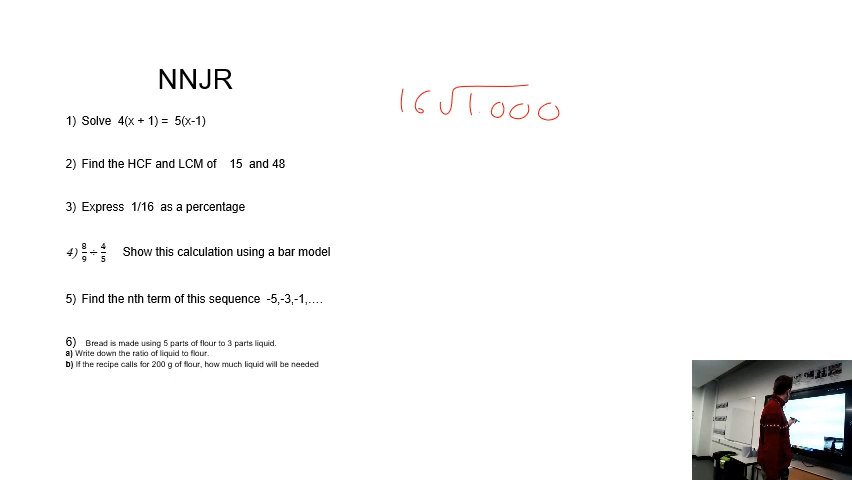 NNJR
16√1.000
1) Solve 4(x + 1) = 5(x-1)
2) Find the HCF and LCM of 15 and 48
3) Express 1/16 as a percentage
4) 8/9 ÷ 4/5 Show this calculation using a bar model
5) Find the nth term of this sequence -5,-3,-1,….
6) Bread is made using 5 parts of flour to 3 parts liquid.
a) Write down the ratio of liquid to flour.
b) If the recipe calls for 200 g of flour, how much liquid will be needed